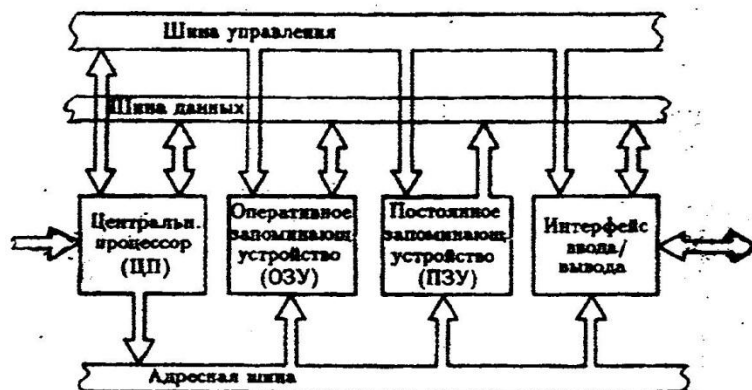 Шина управления
Шина данных
Центральн.
процессор
(ЦП)
Оперативное
запоминающ.
устройство
(ОЗУ)
Постоянное
запоминающ.
устройство
(ПЗУ)
Интерфейс
ввода/
вывода
Адресная шина